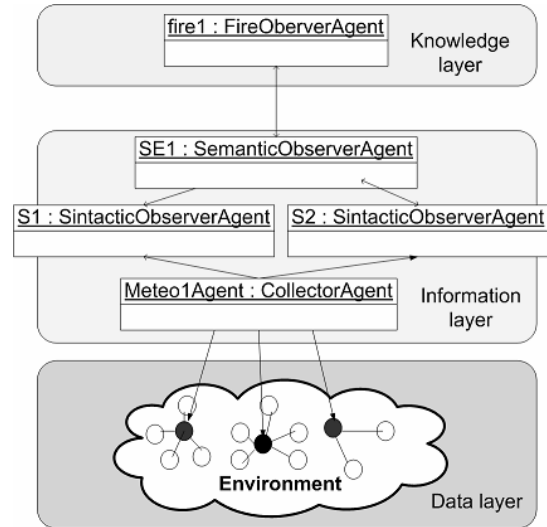 fire1 : FireOberverAgent
Knowledge
layer
SE1 : SemanticObserverAgent
S1 : SintacticObserverAgent
S2 : SintacticObserverAgent
Meteo1Agent : CollectorAgent
Information
layer
Environment
Data layer